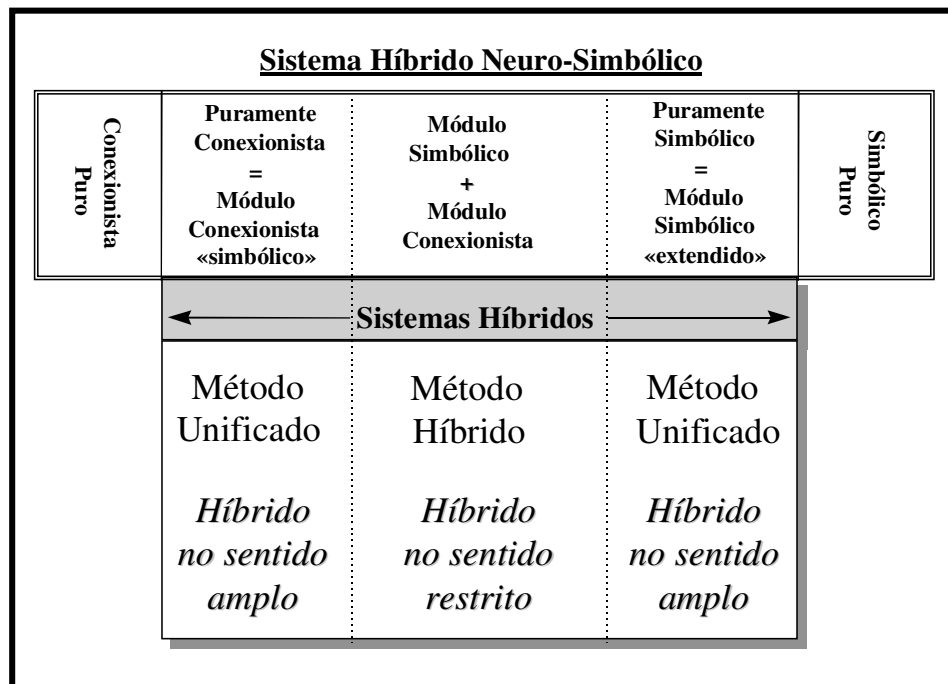 Sistema Híbrido Neuro-Simbólico
Conexionista
Puro
Puramente
Conexionista
=
Módulo
Conexionista
«simbólico»
Módulo
Simbólico
+
Módulo
Conexionista
Puramente
Simbólico
=
Módulo
Simbólico
«extendido»
Simbólico
Puro
Sistemas Híbridos
Método
Unificado
Híbrido
no sentido
amplo
Método
Híbrido
Híbrido
no sentido
restrito
Método
Unificado
Híbrido
no sentido
amplo